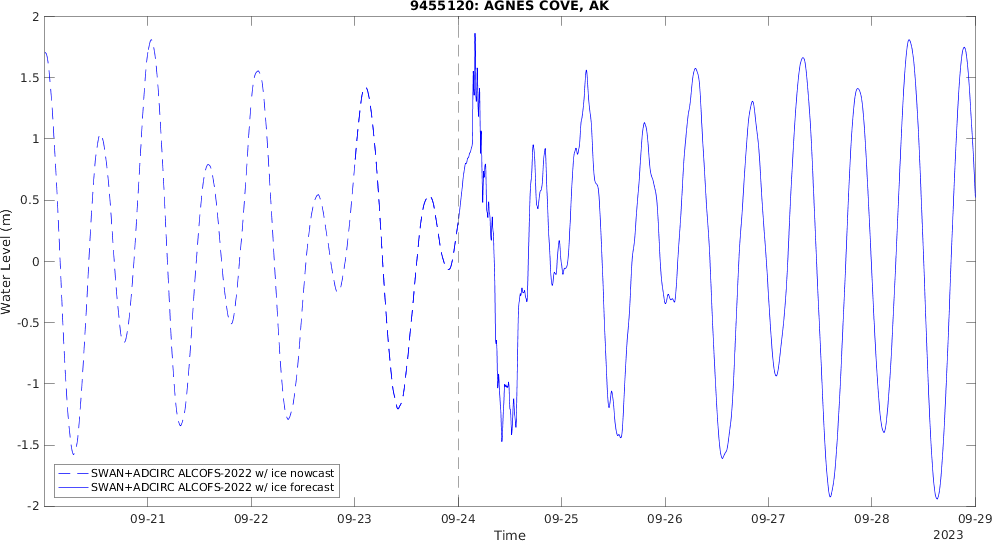 9455120: AGNES COVE, AK
2
1.5
1
0.5
0
-0.5
-1
-1.5
-2
Water Level (m)
SWAN+ADCIRC ALCOFS-2022 w/ ice nowcast
SWAN+ADCIRC ALCOFS-2022 w/ ice forecast
09-21 09-22 09-23 09-24 09-25 09-26 09-27 09-28 09-29
Time
2023